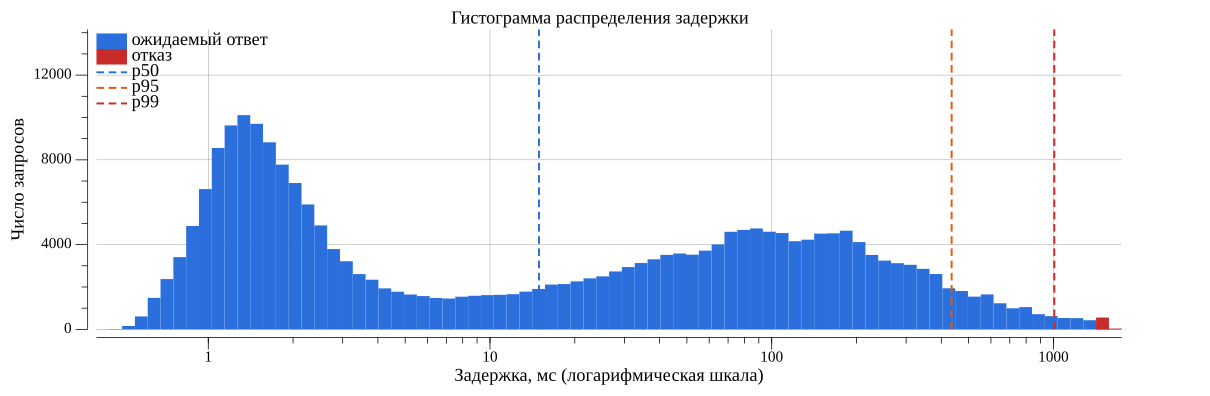 Гистограмма распределения задержки
ожидаемый ответ
отказ
p50
p95
p99
Число запросов
12000
8000
4000
0
1 10 100 1000
Задержка, мс (логарифмическая шкала)